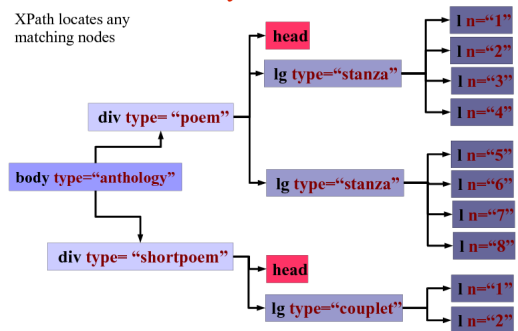 XPath locates any
matching nodes
head
l n=“1”
l n=“2”
lg type=“stanza”
l n=“3”
l n=“4”
div type= “poem”
l n=“5”
body type=“anthology”
lg type=“stanza”
l n=“6”
l n=“7”
l n=“8”
div type= “shortpoem”
head
l n=“1”
lg type=“couplet”
l n=“2”